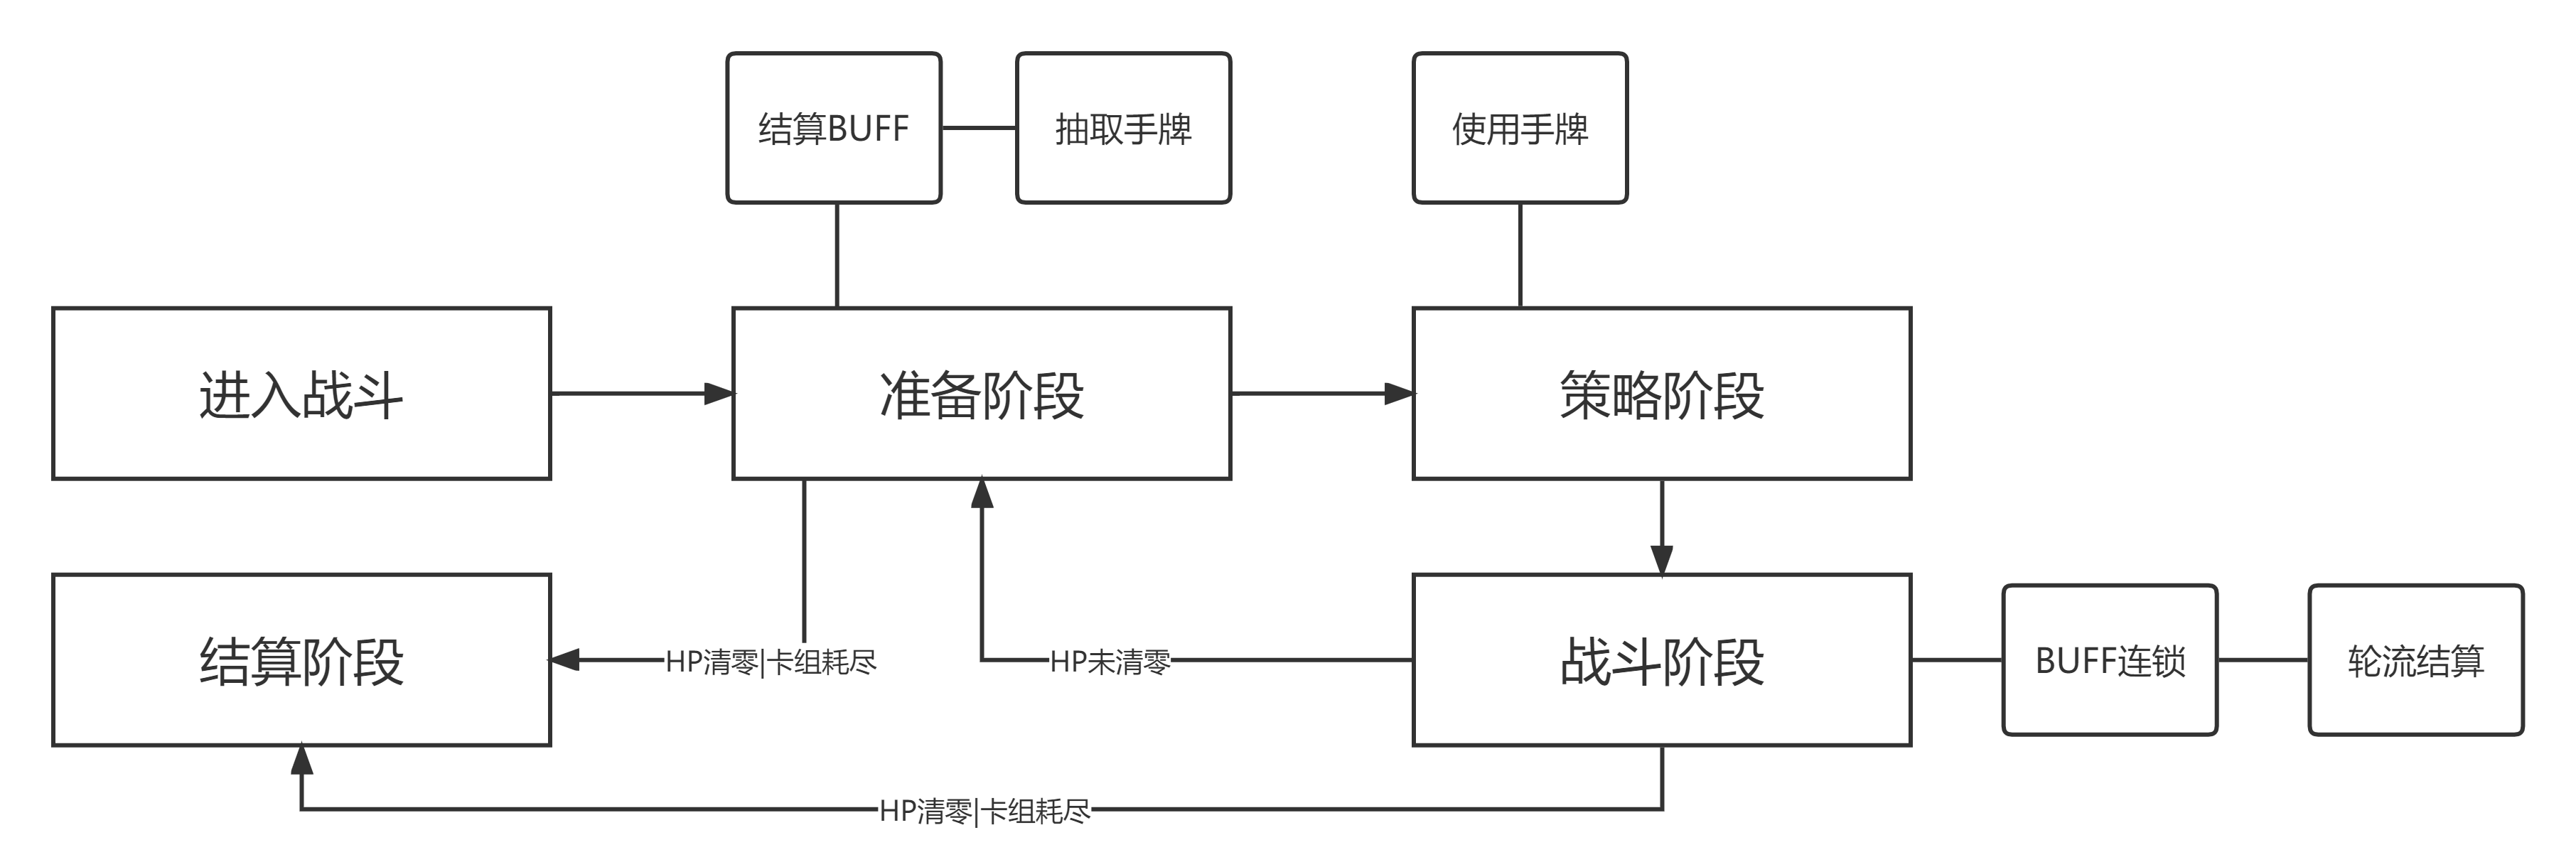 结算BUFF
抽取手牌
使用手牌
进入战斗
准备阶段
策略阶段
结算阶段
HP清零|卡组耗尽
HP未清零
战斗阶段
BUFF连锁
轮流结算
HP清零|卡组耗尽